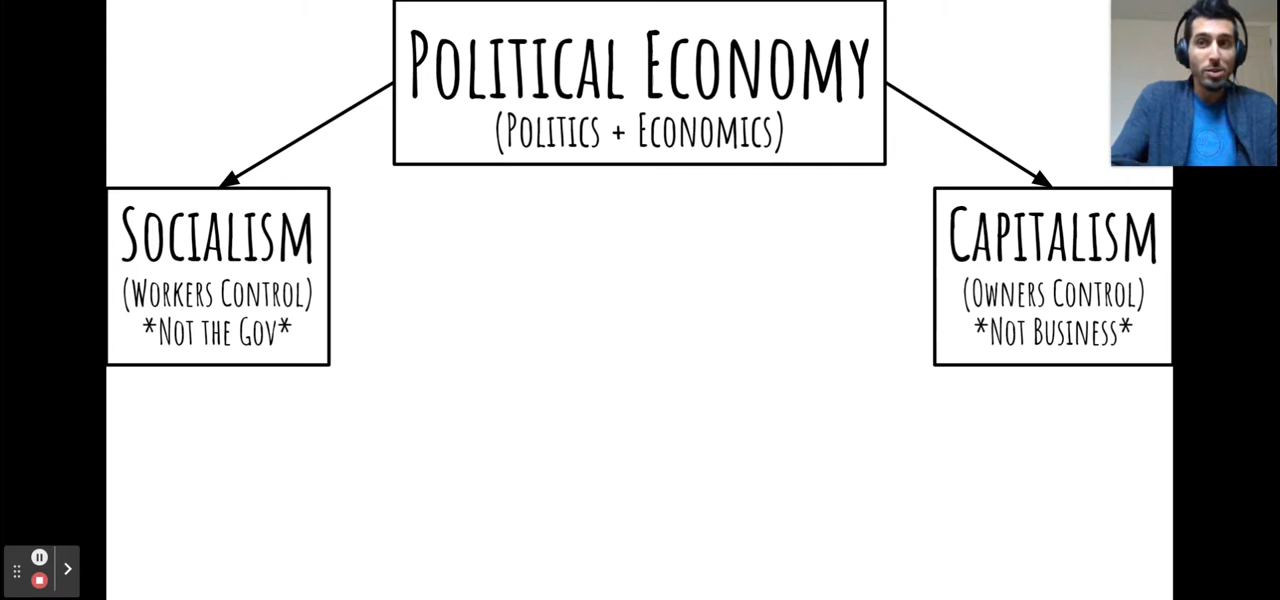 POLITICAL ECONOMY
(POLITICS + ECONOMICS)
SOCIALISM
(WORKERS CONTROL)
*NOT THE GOV*
CAPITALISM
(OWNERS CONTROL)
*NOT BUSINESS*